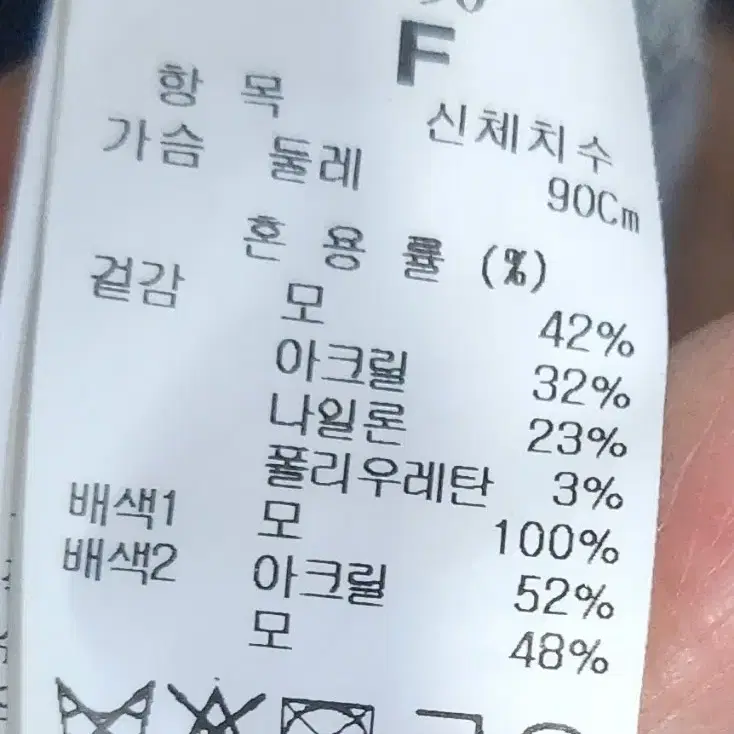 F
항 목 신체치수
가슴 둘레 90Cm
혼 용 률 (%)
겉감 모 42%
아크릴 32%
나일론 23%
폴리우레탄 3%
배색1 모 100%
배색2 아크릴 52%
모 48%